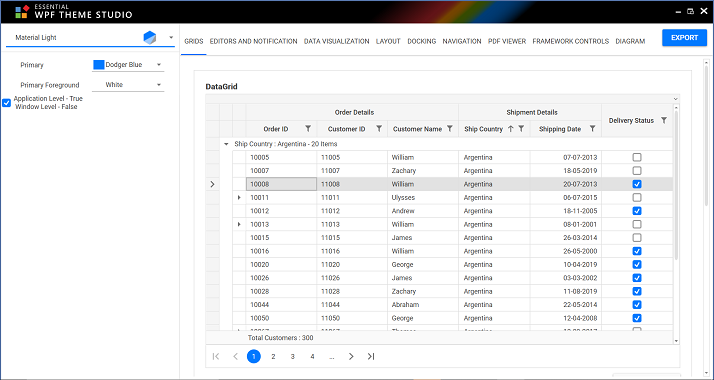 ESSENTIAL
WPF THEME STUDIO
Material Light
Primary
Dodger Blue
Primary Foreground
White
Application Level - True
Window Level - False
GRIDS EDITORS AND NOTIFICATION DATA VISUALIZATION LAYOUT DOCKING NAVIGATION PDF VIEWER FRAMEWORK CONTROLS DIAGRAM
EXPORT
DataGrid
Order Details Shipment Details Delivery Status
Order ID Customer ID Customer Name Ship Country Shipping Date
Ship Country : Argentina - 20 Items
10005 11005 William Argentina 07-07-2013
10007 11007 Zachary Argentina 18-05-2019
10008 11008 William Argentina 20-07-2013
10011 11011 Ulysses Argentina 06-07-2015
10012 11012 Andrew Argentina 18-11-2005
10013 11013 William Argentina 08-01-2001
10015 11015 James Argentina 26-03-2014
10016 11016 William Argentina 26-05-2000
10020 11020 George Argentina 10-04-2019
10026 11026 James Argentina 03-03-2002
10028 11028 Zachary Argentina 11-08-2019
10044 11044 Abraham Argentina 22-05-2014
10050 11050 George Argentina 12-04-2008
Total Customers : 300
1 2 3 4 ...